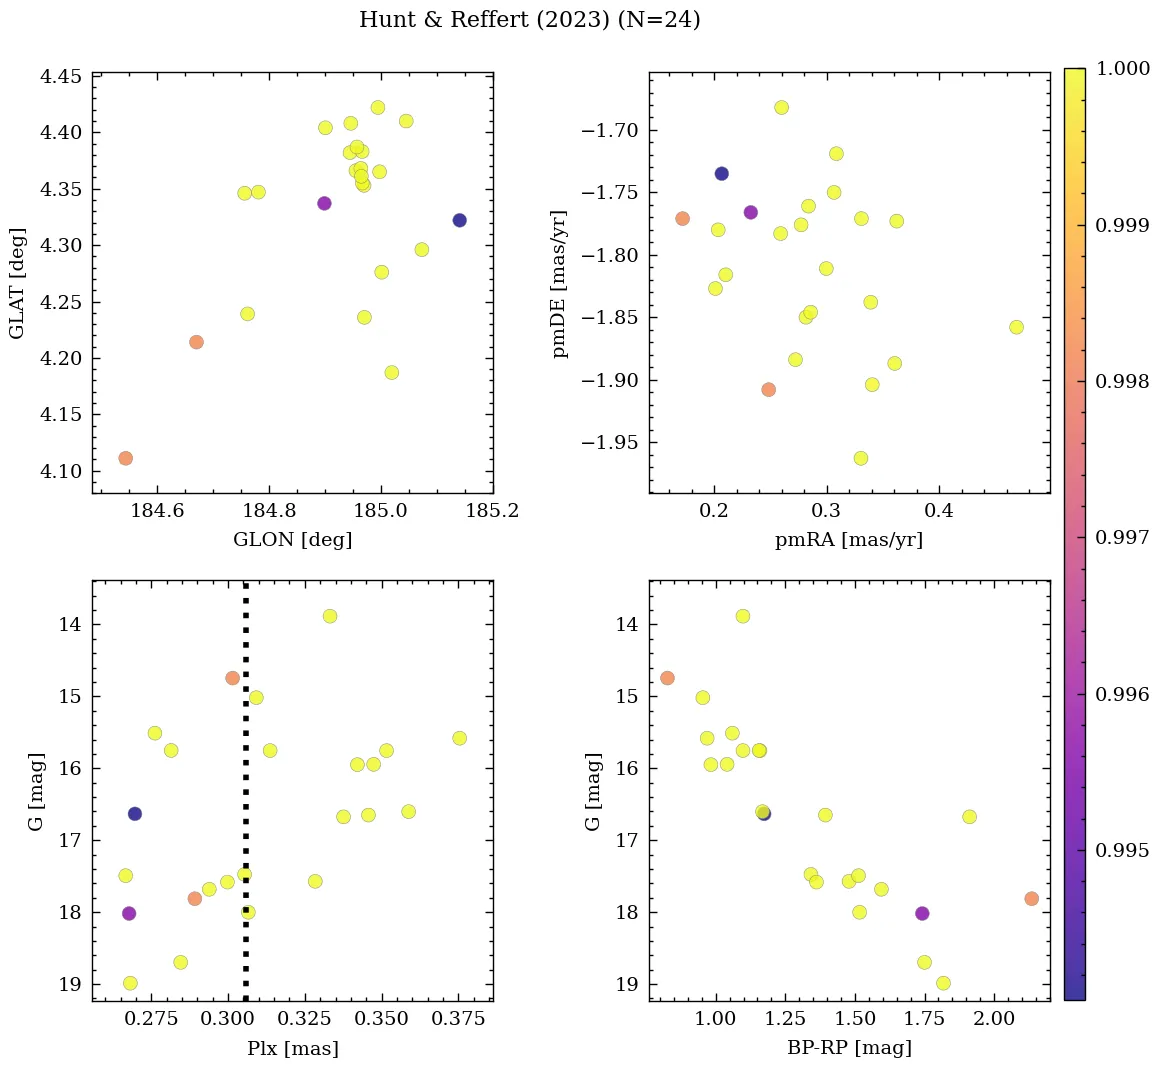 Hunt & Reffert (2023) (N=24)
4.45
4.40
4.35
4.30
4.25
4.20
4.15
4.10
GLAT [deg]
184.6 184.8 185.0 185.2
GLON [deg]
−1.70
−1.75
−1.80
−1.85
−1.90
−1.95
pmDE [mas/yr]
0.2 0.3 0.4
pmRA [mas/yr]
14
15
16
17
18
19
G [mag]
0.275 0.300 0.325 0.350 0.375
Plx [mas]
14
15
16
17
18
19
G [mag]
1.00 1.25 1.50 1.75 2.00
BP-RP [mag]
1.000
0.999
0.998
0.997
0.996
0.995